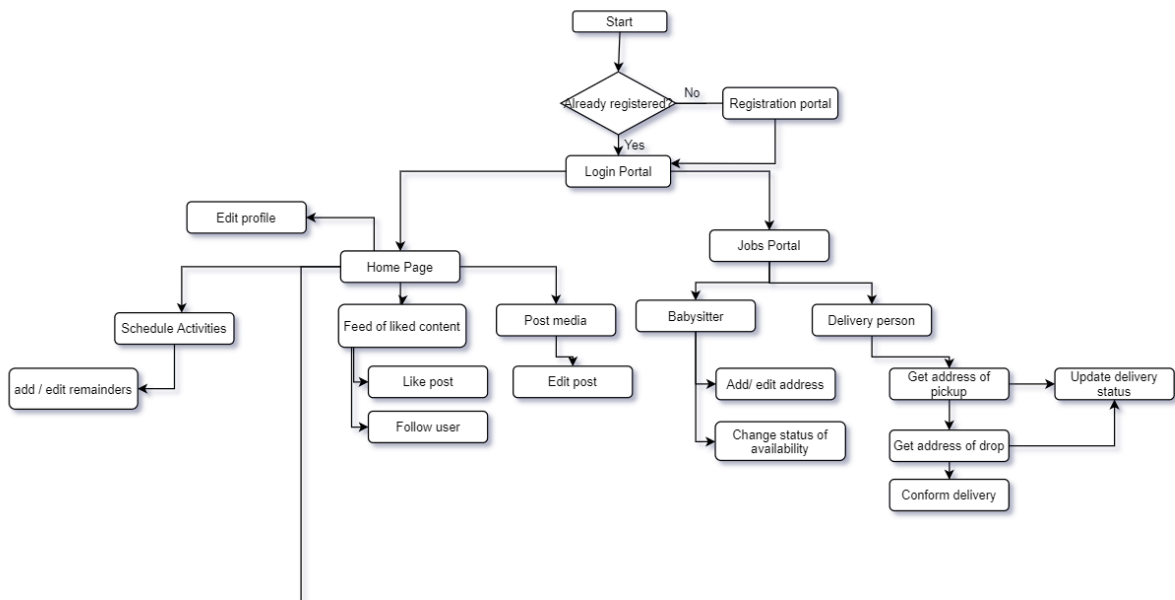 Start
Already registered?
No
Registration portal
Yes
Login Portal
Edit profile
Jobs Portal
Home Page
Schedule Activities
Feed of liked content
Post media
Babysitter
Delivery person
add / edit remainders
Like post
Edit post
Add/ edit address
Get address of
pickup
Update delivery
status
Follow user
Change status of
availability
Get address of drop
Conform delivery